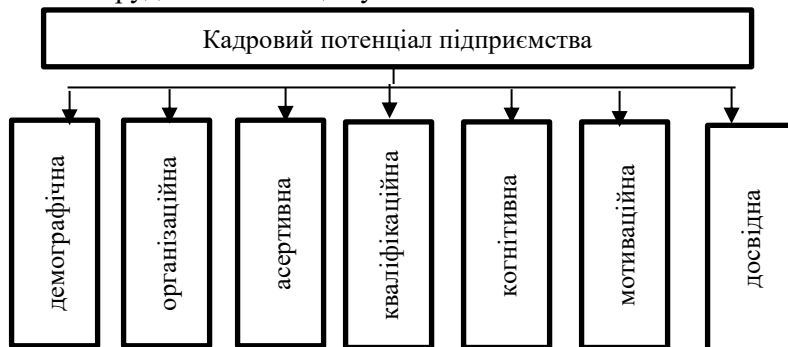 Кадровий потенціал підприємства
демографічна
організаційна
асертивна
кваліфікаційна
когнітивна
мотиваційна
досвідна